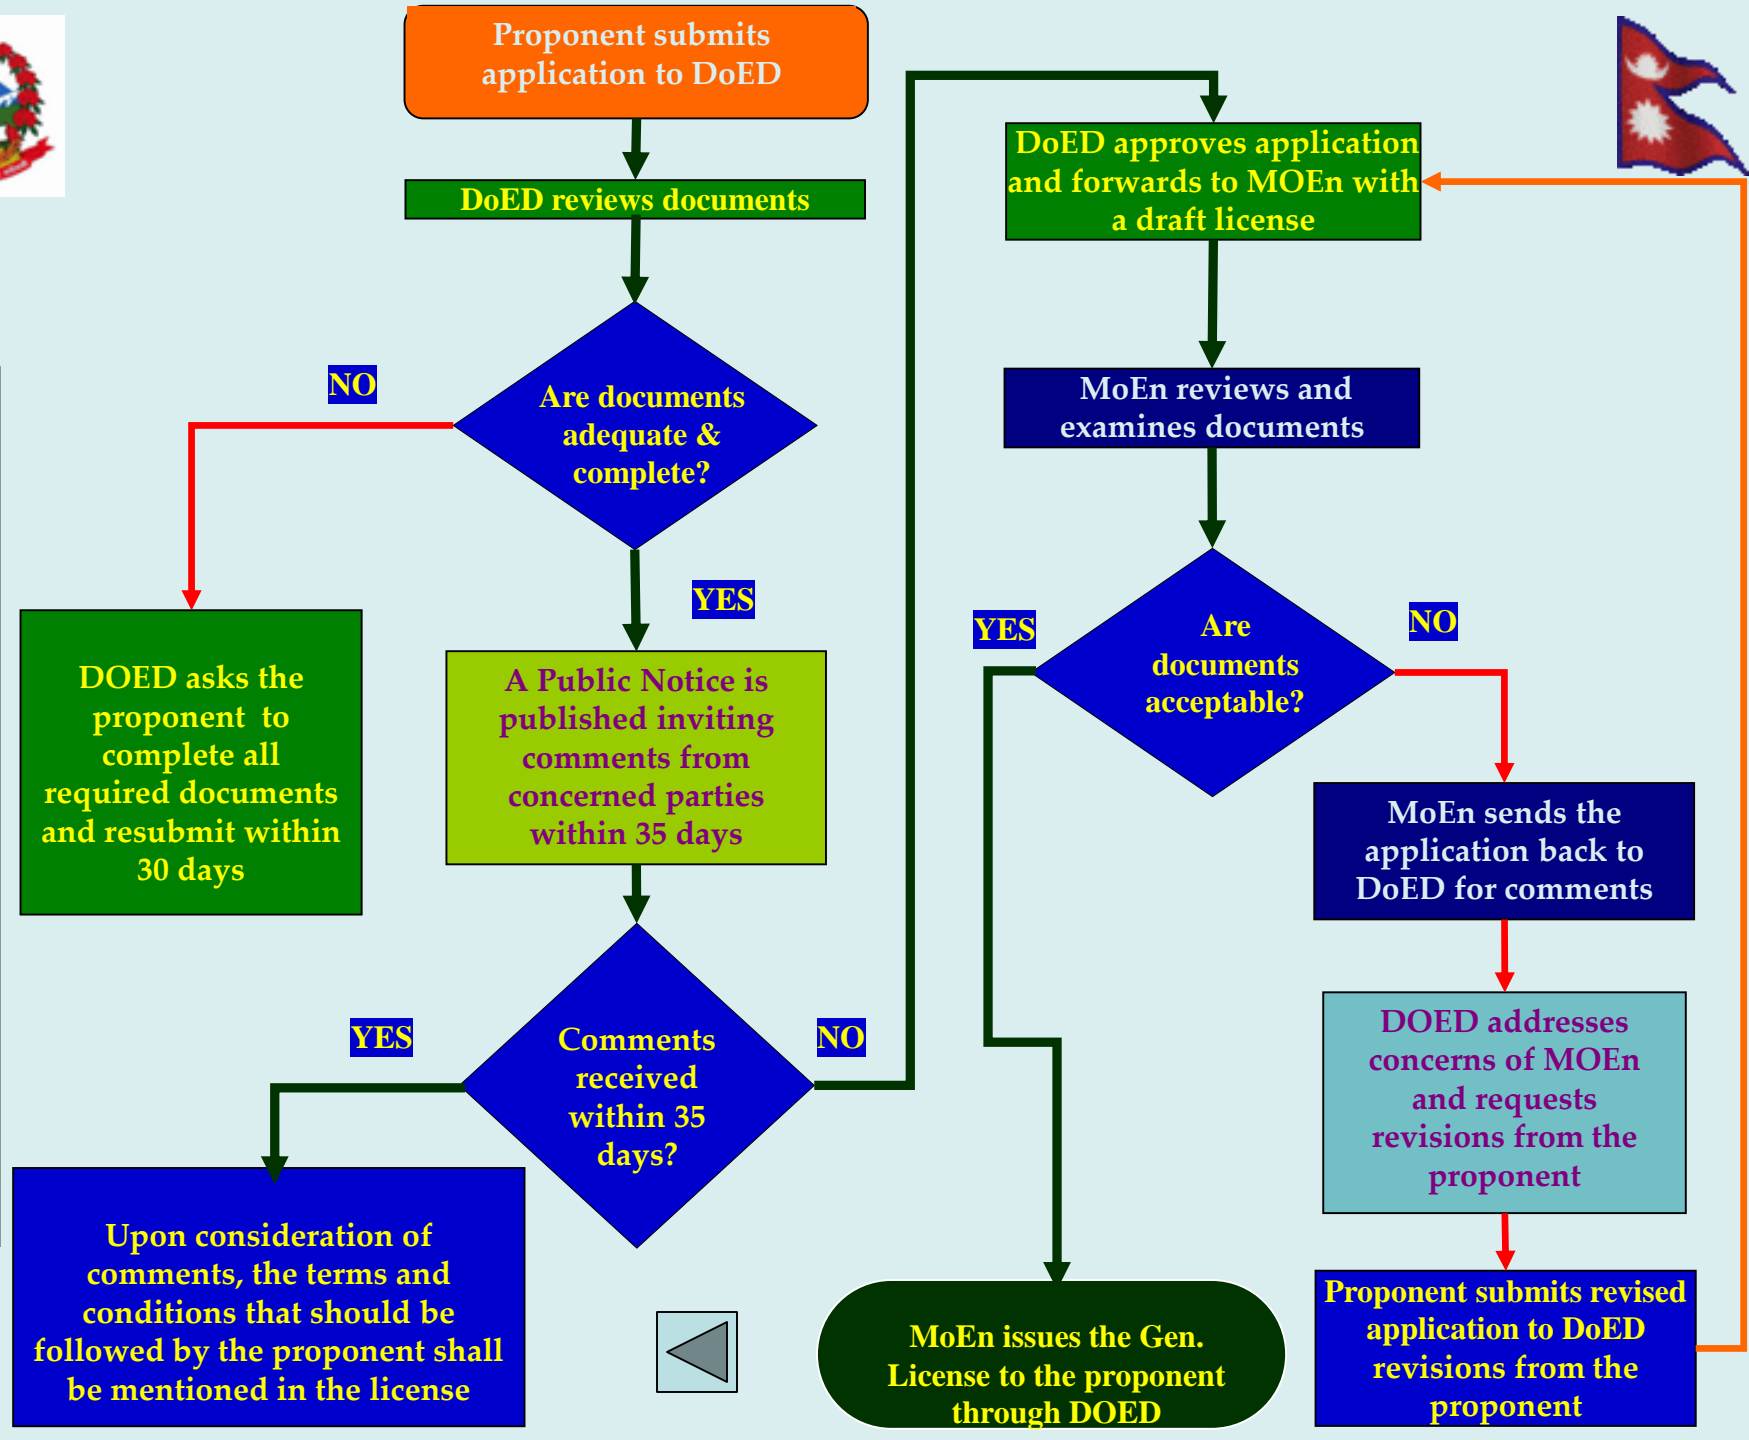 Proponent submits
application to DoED
DoED reviews documents
NO
Are documents
adequate &
complete?
YES
DOED asks the
proponent to
complete all
required documents
and resubmit within
30 days
A Public Notice is
published inviting
comments from
concerned parties
within 35 days
YES
Comments
received
within 35
days?
NO
Upon consideration of
comments, the terms and
conditions that should be
followed by the proponent shall
be mentioned in the license
DoED approves application
and forwards to MOEn with
a draft license
MoEn reviews and
examines documents
YES
Are
documents
acceptable?
NO
MoEn sends the
application back to
DoED for comments
DOED addresses
concerns of MOEn
and requests
revisions from the
proponent
Proponent submits revised
application to DoED
revisions from the
proponent
MoEn issues the Gen.
License to the proponent
through DOED